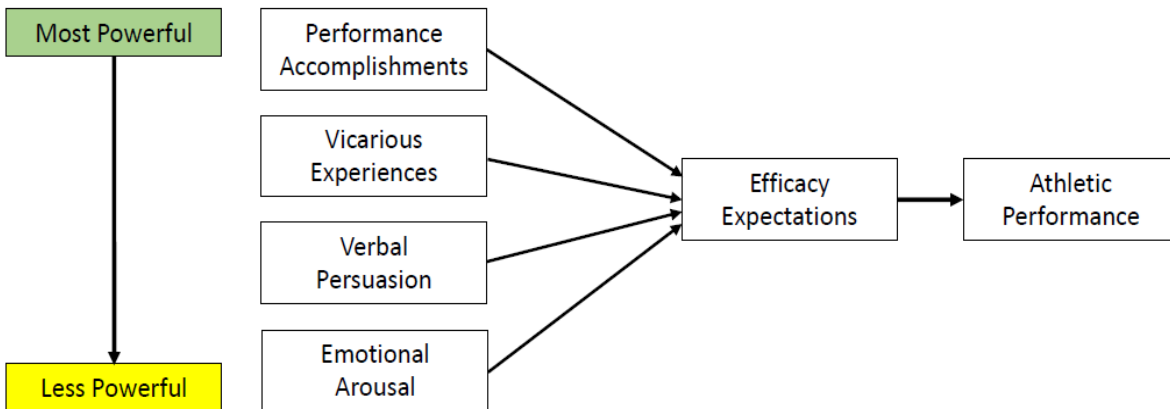 Most Powerful
Performance
Accomplishments
Vicarious
Experiences
Efficacy
Expectations
Athletic
Performance
Verbal
Persuasion
Emotional
Arousal
Less Powerful